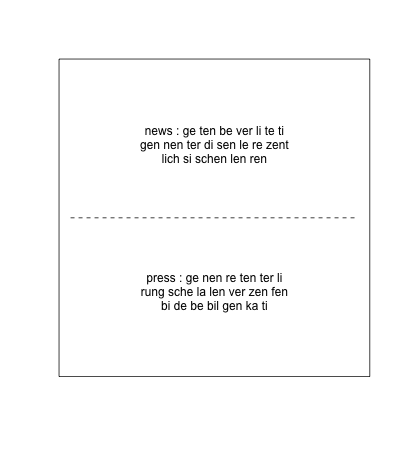 news : ge ten be ver li te ti
gen nen ter di sen le re zent
lich si schen len ren
press : ge nen re ten ter li
rung sche la len ver zen fen
bi de be bil gen ka ti